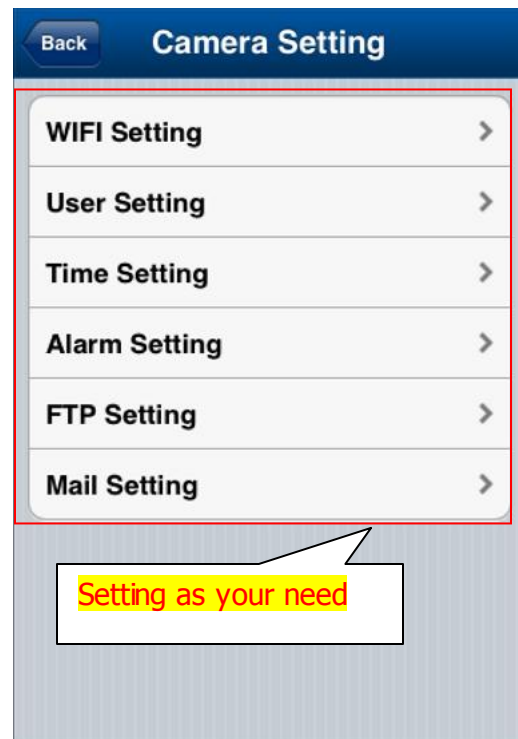 Back Camera Setting
WIFI Setting
User Setting
Time Setting
Alarm Setting
FTP Setting
Mail Setting
Setting as your need